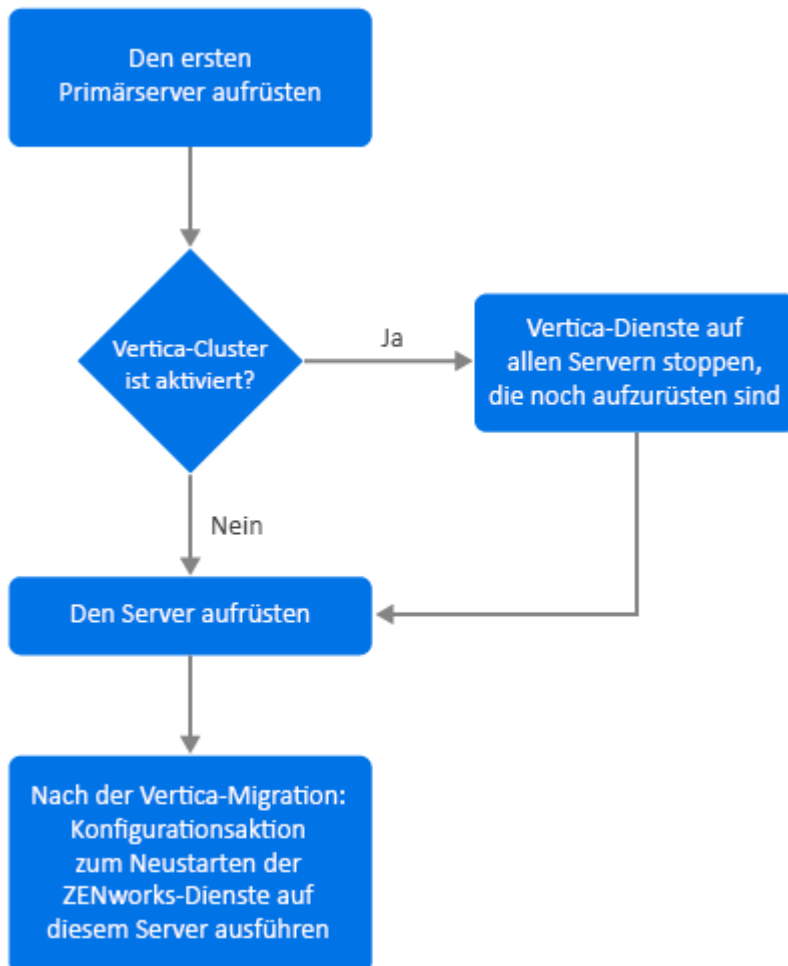 Den ersten
Primärserver aufrüsten
Vertica-Cluster
ist aktiviert?
Ja
Vertica-Dienste auf
allen Servern stoppen,
die noch aufzurüsten sind
Nein
Den Server aufrüsten
Nach der Vertica-Migration:
Konfigurationsaktion
zum Neustarten der
ZENworks-Dienste auf
diesem Server ausführen